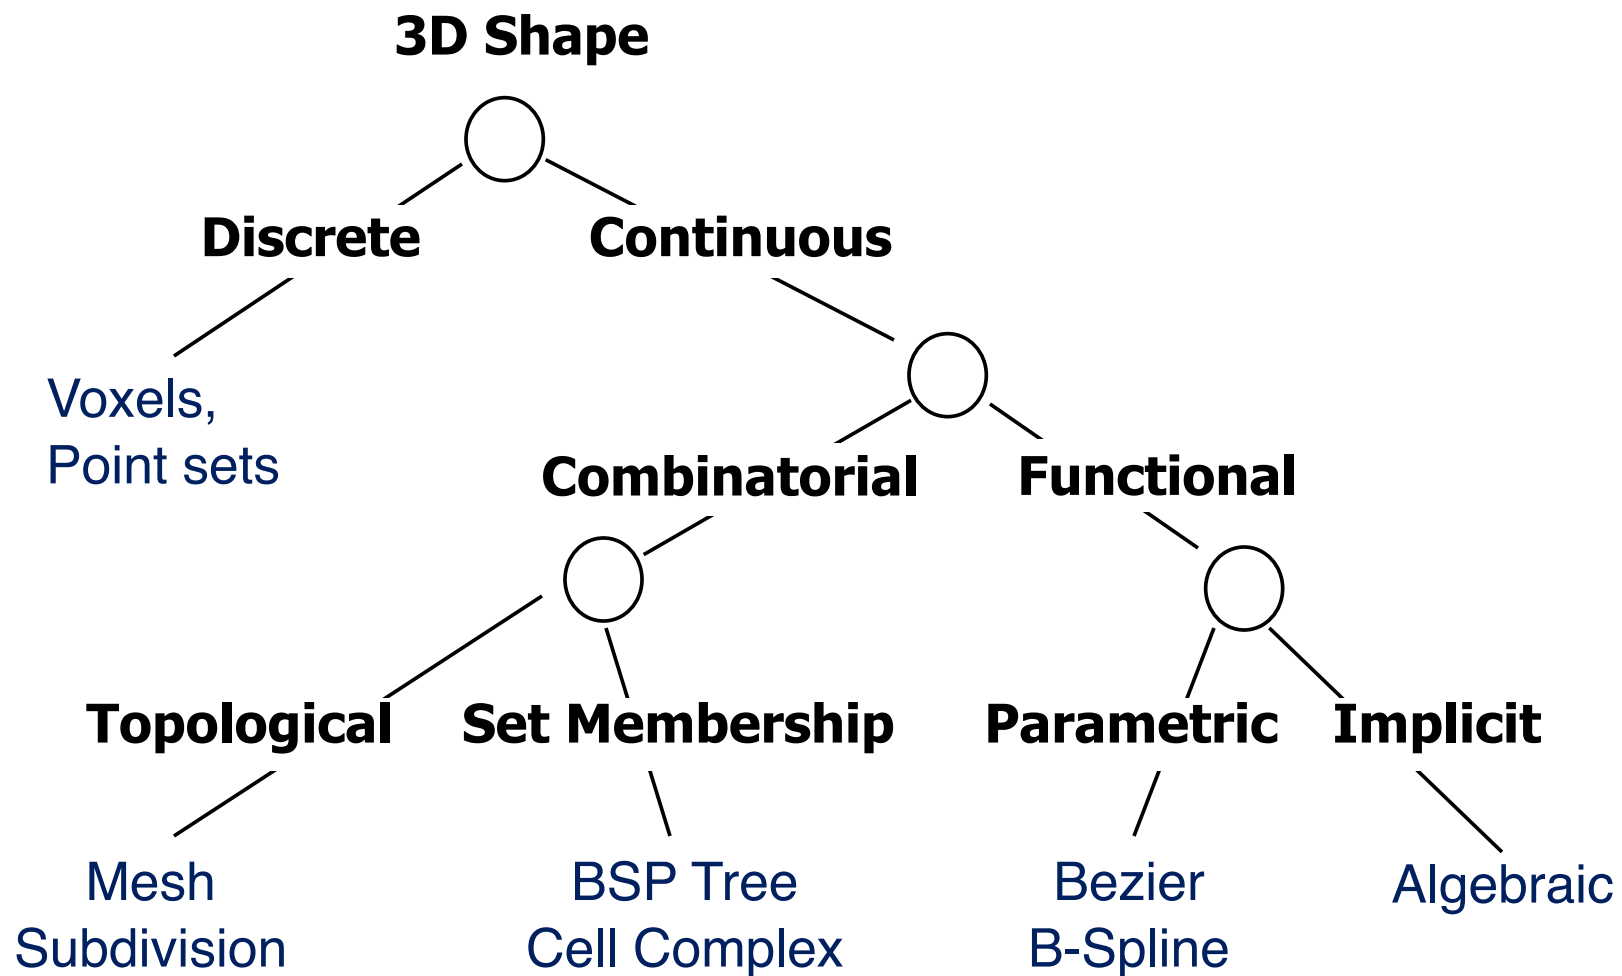 3D Shape
Discrete
Continuous
Voxels,
Point sets
Combinatorial
Functional
Topological
Set Membership
Parametric
Implicit
Mesh
Subdivision
BSP Tree
Cell Complex
Bezier
B-Spline
Algebraic